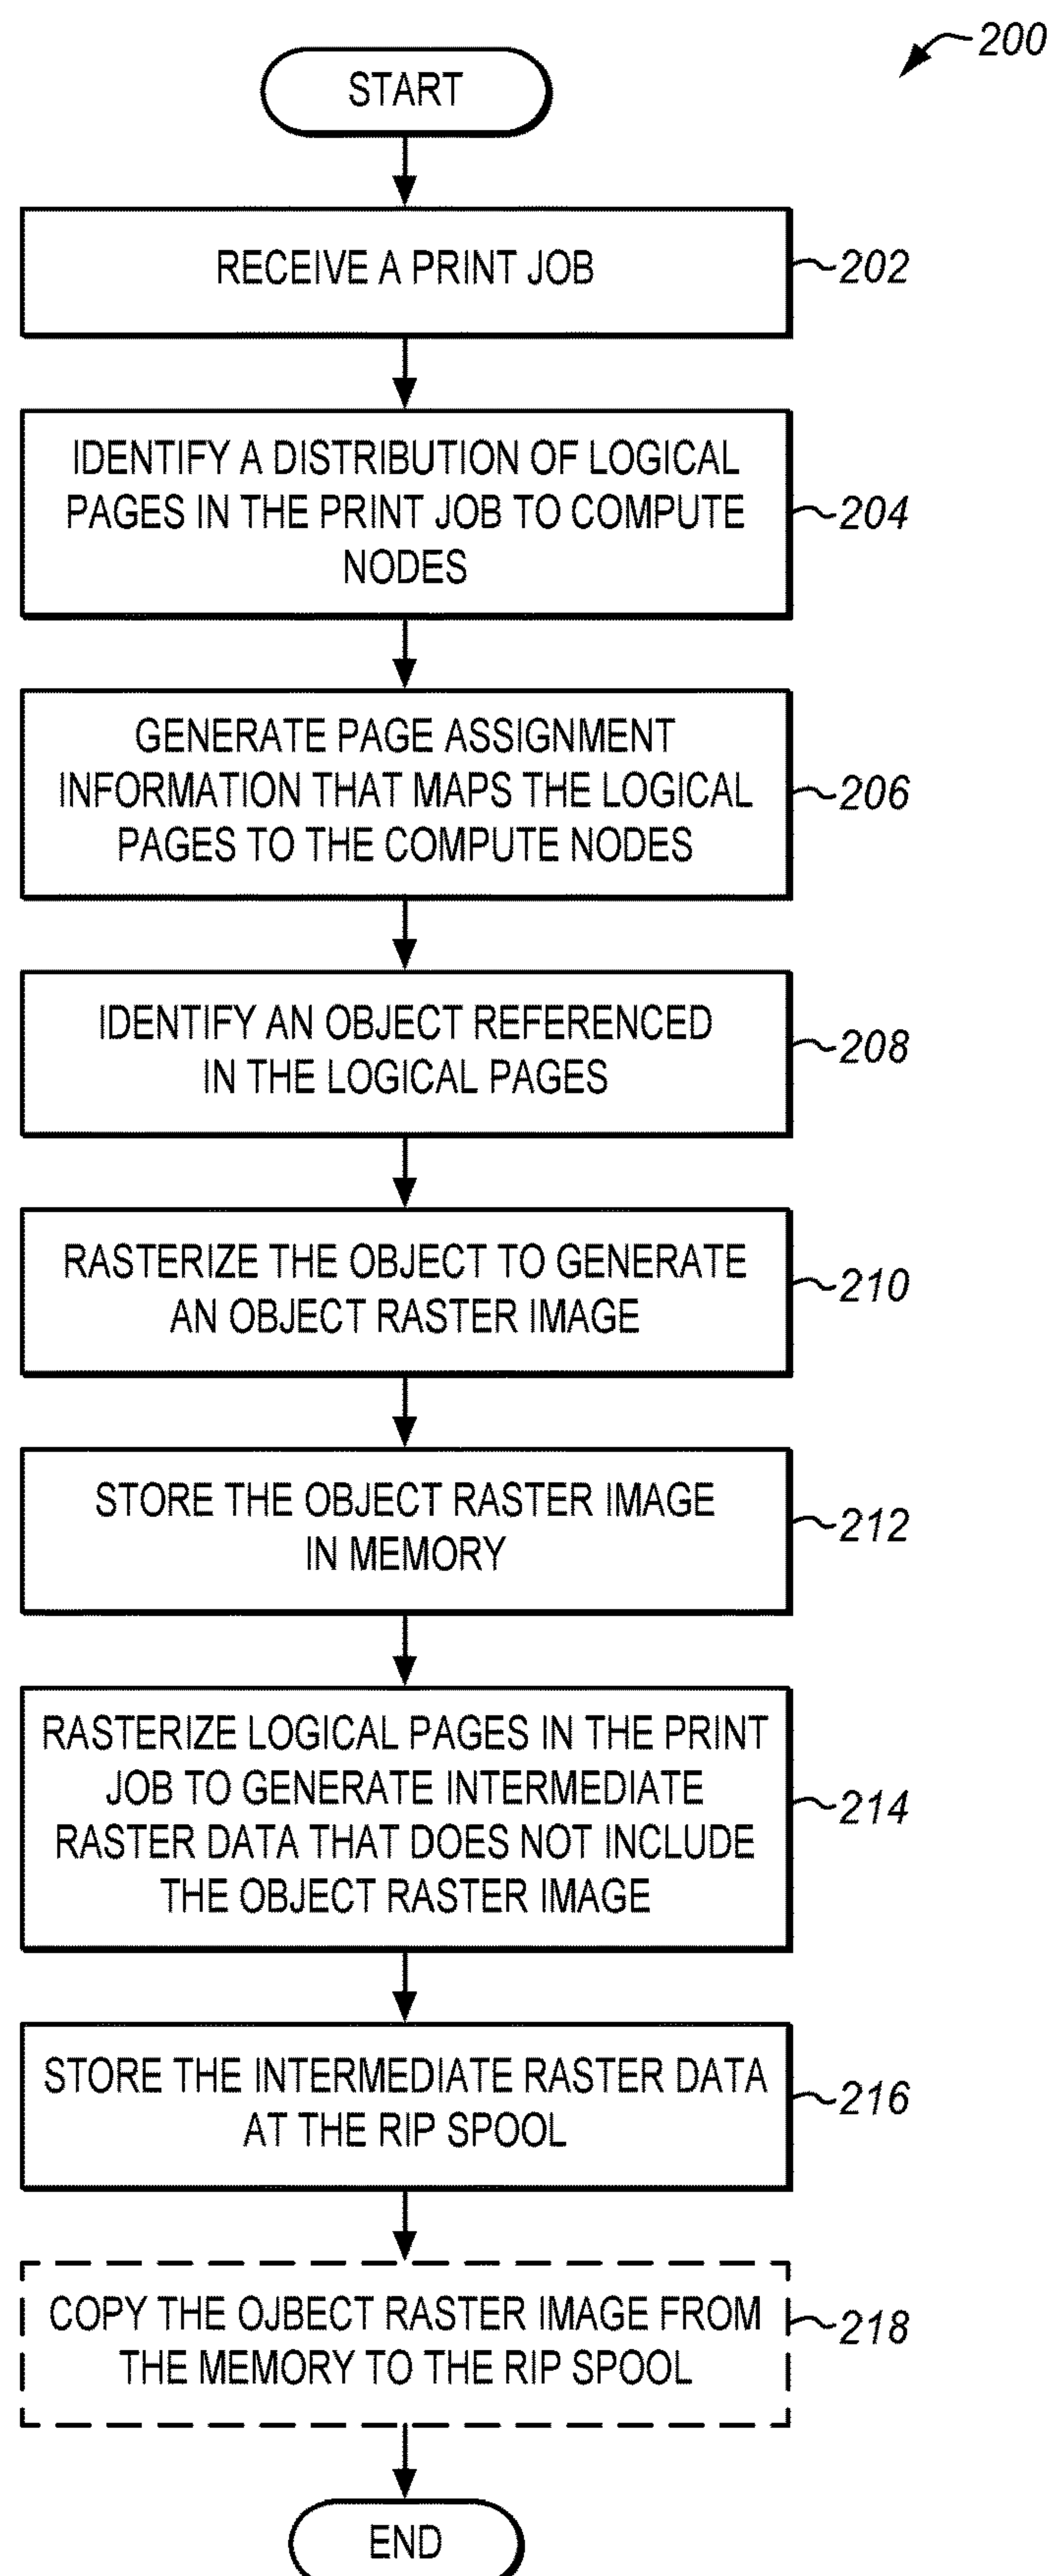 200
START
RECEIVE A PRINT JOB
202
IDENTIFY A DISTRIBUTION OF LOGICAL
PAGES IN THE PRINT JOB TO COMPUTE
NODES
204
GENERATE PAGE ASSIGNMENT
INFORMATION THAT MAPS THE LOGICAL
PAGES TO THE COMPUTE NODES
206
IDENTIFY AN OBJECT REFERENCED
IN THE LOGICAL PAGES
208
RASTERIZE THE OBJECT TO GENERATE
AN OBJECT RASTER IMAGE
210
STORE THE OBJECT RASTER IMAGE
IN MEMORY
212
RASTERIZE LOGICAL PAGES IN THE PRINT
JOB TO GENERATE INTERMEDIATE
RASTER DATA THAT DOES NOT INCLUDE
THE OBJECT RASTER IMAGE
214
STORE THE INTERMEDIATE RASTER DATA
AT THE RIP SPOOL
216
COPY THE OJBECT RASTER IMAGE FROM
THE MEMORY TO THE RIP SPOOL
218
END